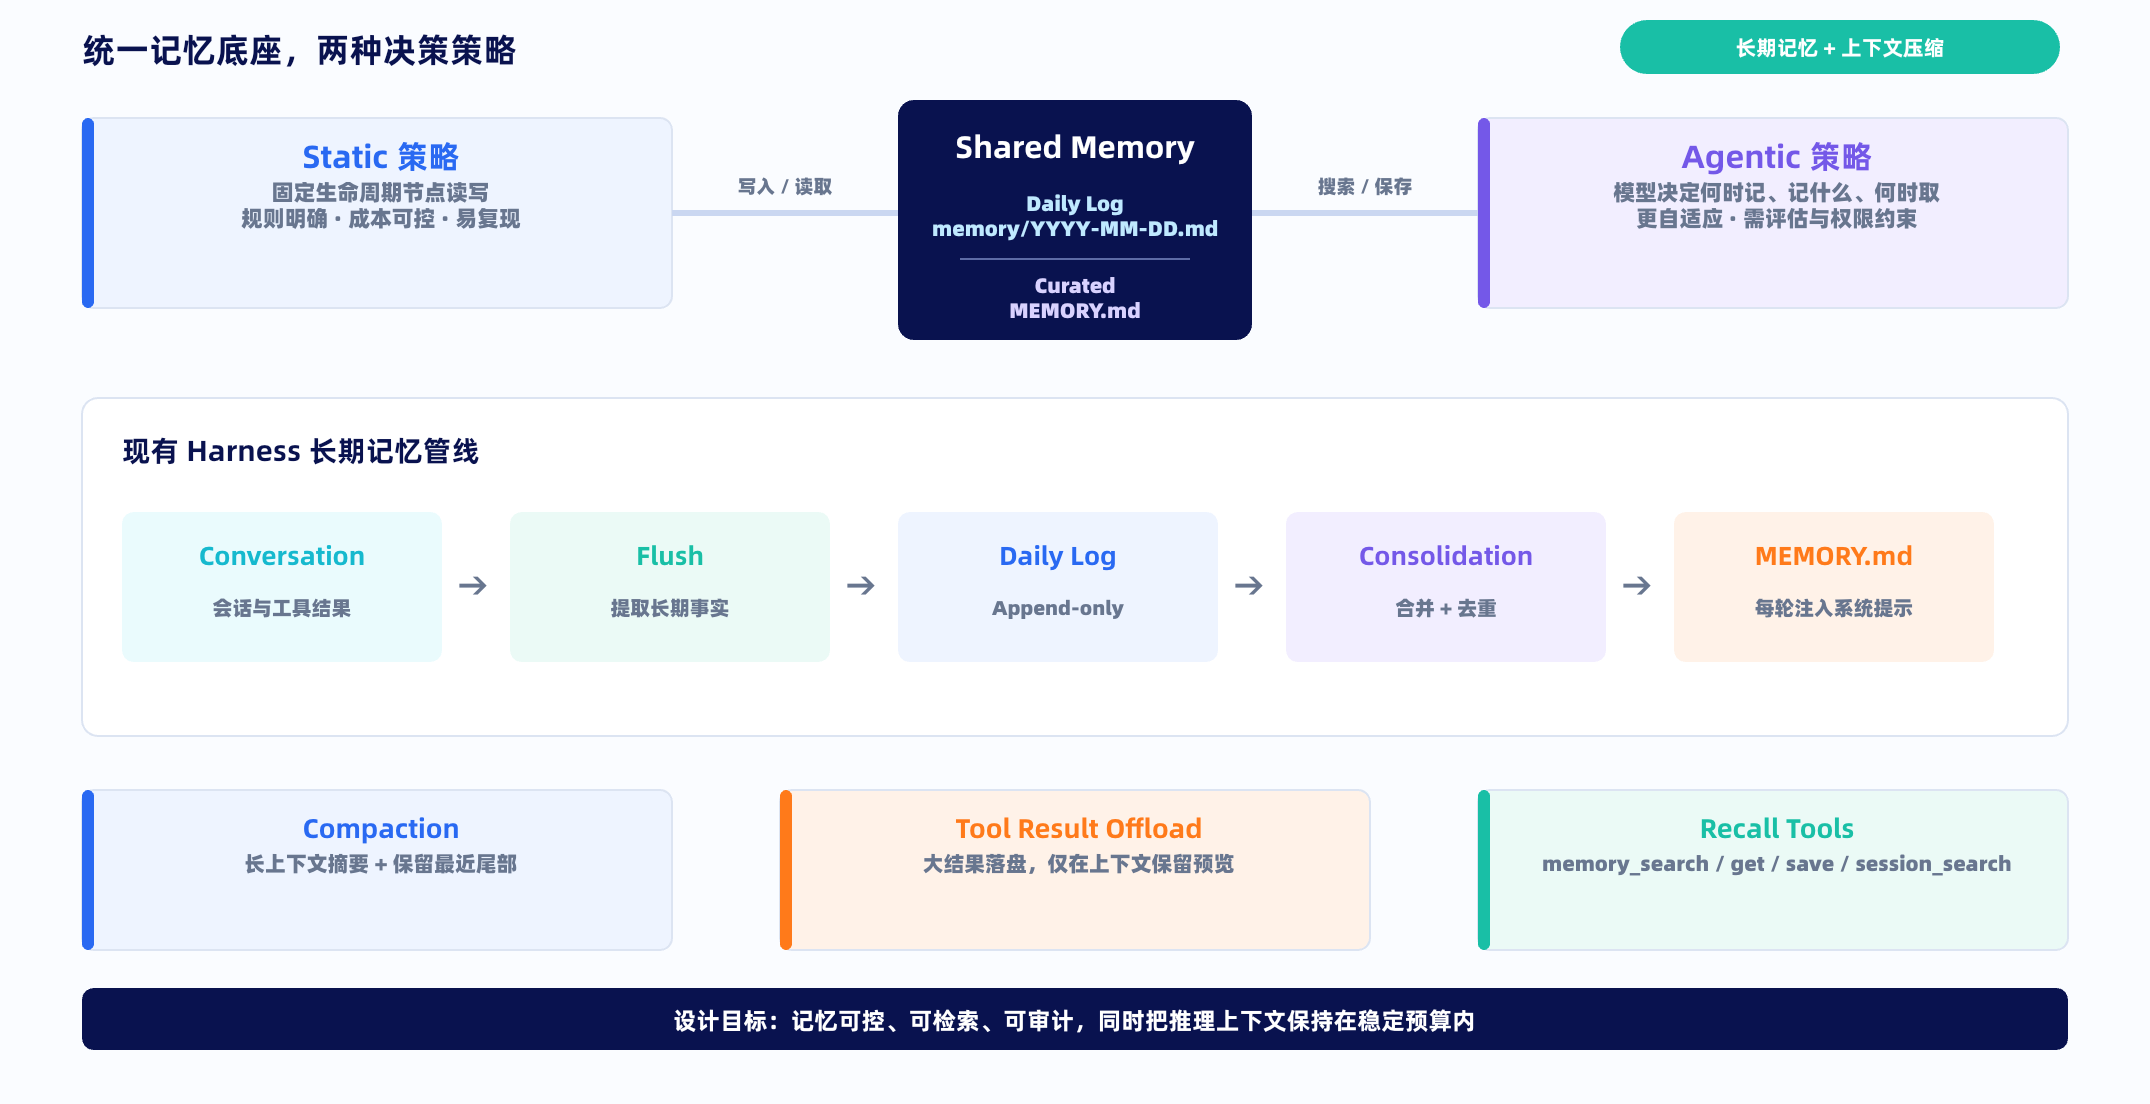 统一记忆底座，两种决策策略
长期记忆 + 上下文压缩
Static 策略
固定生命周期节点读写
规则明确 · 成本可控 · 易复现
写入 / 读取
Shared Memory
Daily Log
memory/YYYY-MM-DD.md
Curated
MEMORY.md
搜索 / 保存
Agentic 策略
模型决定何时记、记什么、何时取
更自适应 · 需评估与权限约束
现有 Harness 长期记忆管线
Conversation
会话与工具结果
→
Flush
提取长期事实
→
Daily Log
Append-only
→
Consolidation
合并 + 去重
→
MEMORY.md
每轮注入系统提示
Compaction
长上下文摘要 + 保留最近尾部
Tool Result Offload
大结果落盘，仅在上下文保留预览
Recall Tools
memory_search / get / save / session_search
设计目标：记忆可控、可检索、可审计，同时把推理上下文保持在稳定预算内